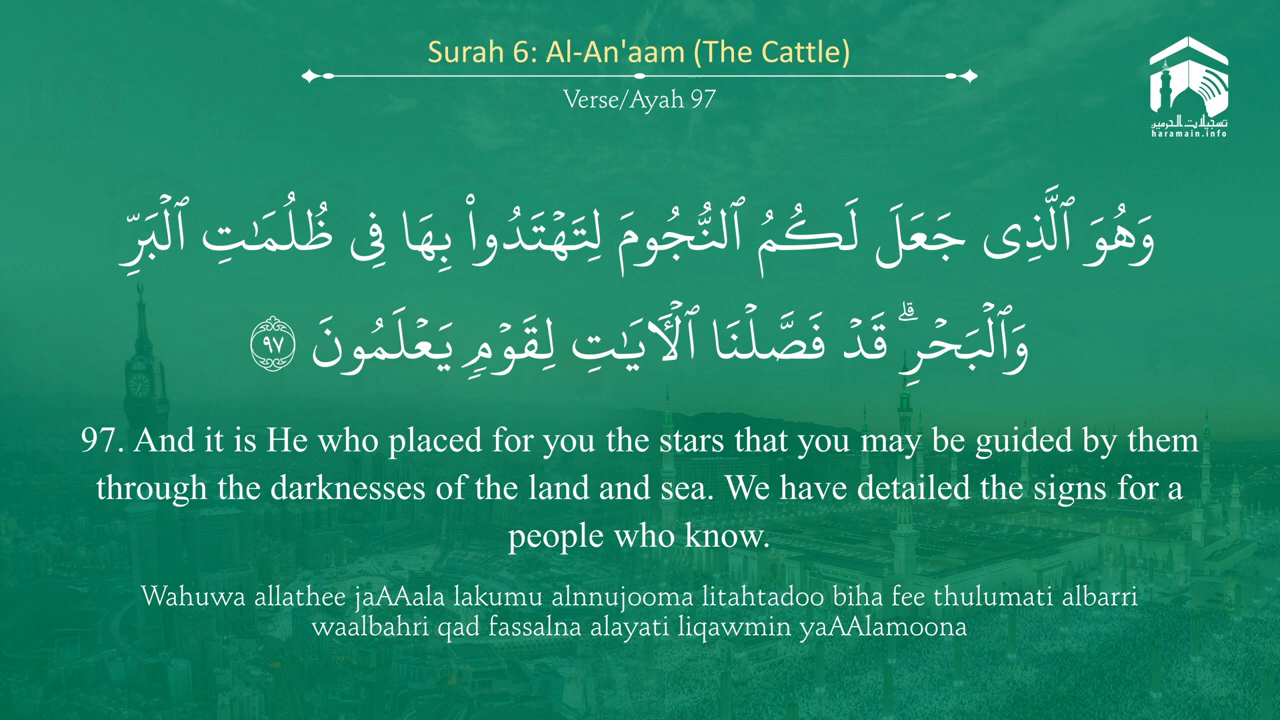 Surah 6: Al-An'aam (The Cattle)
Verse/Ayah 97
تسجيلات الحرمين
haramain.info
وَهُوَ ٱلَّذِى جَعَلَ لَكُمُ ٱلنُّجُومَ لِتَهْتَدُوا۟ بِهَا فِى ظُلُمَـٰتِ ٱلْبَرِّ
وَٱلْبَحْرِ ۗ قَدْ فَصَّلْنَا ٱلْـَٔايَـٰتِ لِقَوْمٍ يَعْلَمُونَ ٩٧
97. And it is He who placed for you the stars that you may be guided by them
through the darknesses of the land and sea. We have detailed the signs for a
people who know.
Wahuwa allathee jaAAala lakumu alnnujooma litahtadoo biha fee thulumati albarri
waalbahri qad fassalna alayati liqawmin yaAAlamoona